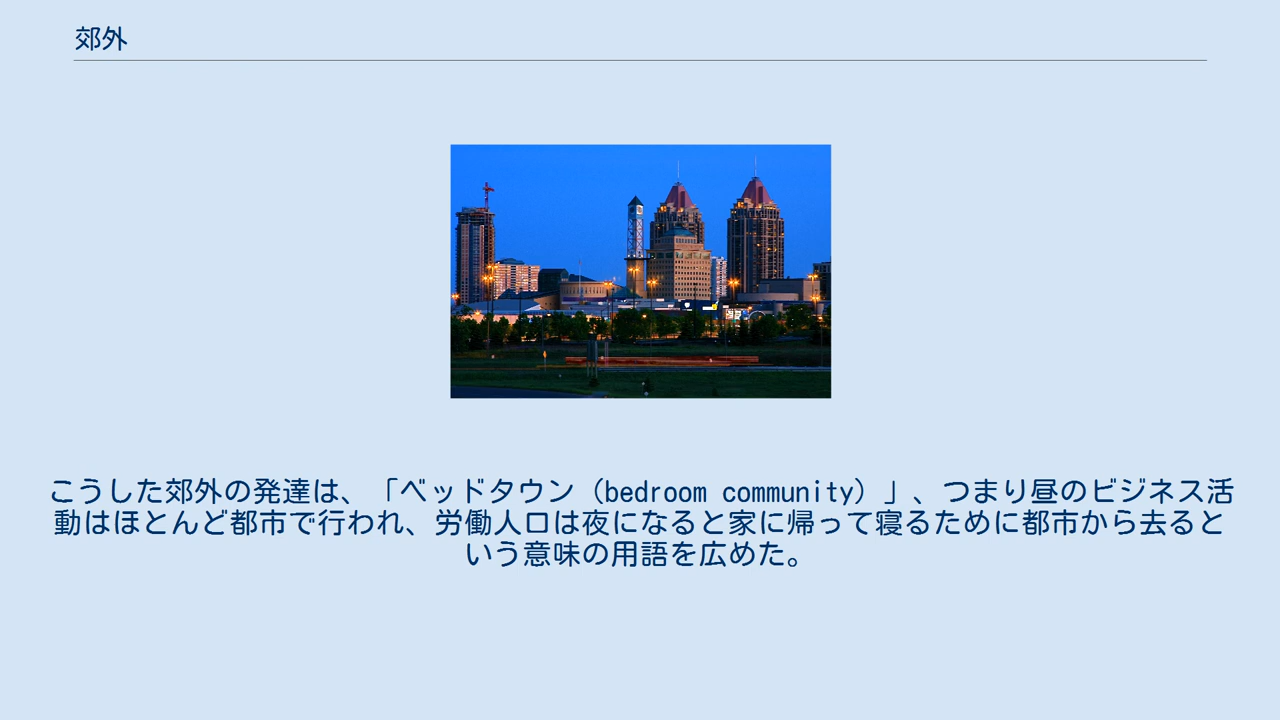 郊外
こうした郊外の発達は、「ベッドタウン（bedroom community）」、つまり昼のビジネス活
動はほとんど都市で行われ、労働人口は夜になると家に帰って寝るために都市から去ると
いう意味の用語を広めた。